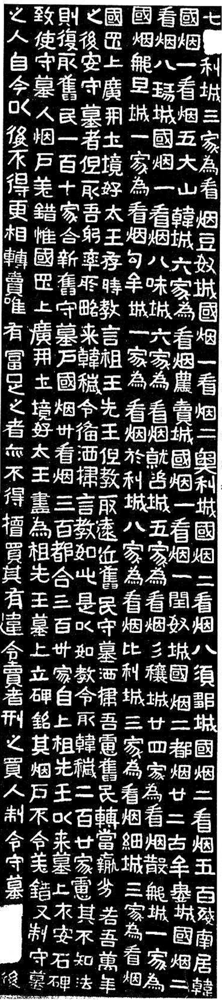 七利城三家為看烟豆奴城國烟一看烟二奧利城國烟二看烟八須鄒城國烟二看烟五百殘南居韓
國烟一看烟五大山韓城六家為看烟農賣城國烟一看烟一閏奴城國烟二都烟廿二古牟婁城國烟二
看烟八瑑城國烟一看烟八味城六家為看烟就咨城五家為看烟彡穰城廿四家為看烟散那城一家為
國烟那旦城一家為看烟勾牟城一家為看烟於利城八家為看烟比利城三家為看烟細城三家為看烟
國罡上廣開土境好太王存時教言祖王先王但教取遠近舊民守墓洒掃吾慮舊民轉當羸劣若吾萬年
之後安守墓者但取吾躬率所略来韓穢令俻洒掃言教如此是以如教令取韓穢二百廿家慮其不知法
則復取舊民一百十家合新舊守墓戶國烟卅看烟三百都合三百卅家自上祖先王以来墓上不安石碑
致使守墓人烟戶羌錯惟國罡上廣開土境好太王盡為祖先王墓上立碑銘其烟戶不令羌錯又制守墓
之人自今以後不得更相轉賣唯有富足之者亦不得擅買其有違令賣者刑之買人制令守墓後